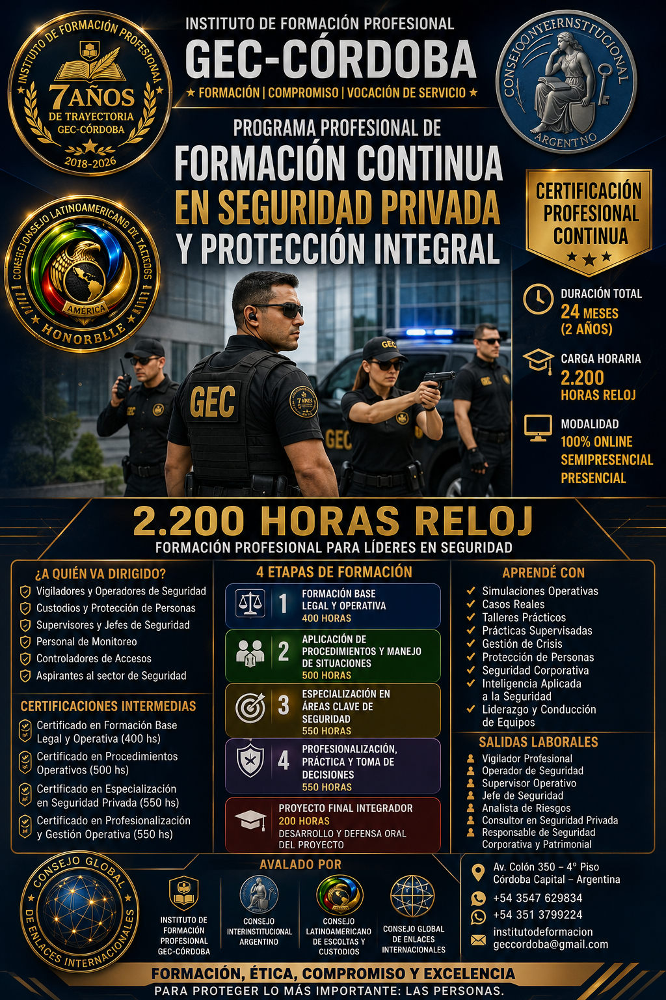 INSTITUTO DE FORMACIÓN PROFESIONAL
7 AÑOS
DE TRAYECTORIA
GEC-CÓRDOBA
2018-2026
INSTITUTO DE FORMACIÓN PROFESIONAL
GEC-CÓRDOBA
★ FORMACIÓN | COMPROMISO | VOCACIÓN DE SERVICIO ★
ARGENTNO
PROGRAMA PROFESIONAL DE
FORMACIÓN CONTINUA
EN SEGURIDAD PRIVADA
Y PROTECCIÓN INTEGRAL
AMÉRICA
HONORBLLE
CERTIFICACIÓN
PROFESIONAL
CONTINUA
DURACIÓN TOTAL
24 MESES
(2 AÑOS)
CARGA HORARIA
2.200
HORAS RELOJ
MODALIDAD
100% ONLINE
SEMIPRESENCIAL
PRESENCIAL
GEC
7 AÑOS
GEC
GEC
2.200 HORAS RELOJ
FORMACIÓN PROFESIONAL PARA LÍDERES EN SEGURIDAD
¿A QUIÉN VA DIRIGIDO?
Vigiladores y Operadores de Seguridad
Custodios y Protección de Personas
Supervisores y Jefes de Seguridad
Personal de Monitoreo
Controladores de Accesos
Aspirantes al sector de Seguridad
CERTIFICACIONES INTERMEDIAS
Certificado en Formación Base
Legal y Operativa (400 hs)
Certificado en Procedimientos
Operativos (500 hs)
Certificado en Especialización
en Seguridad Privada (550 hs)
Certificado en Profesionalización
y Gestión Operativa (550 hs)
4 ETAPAS DE FORMACIÓN
1
FORMACIÓN BASE
LEGAL Y OPERATIVA
400 HORAS
2
APLICACIÓN DE
PROCEDIMIENTOS Y MANEJO
DE SITUACIONES
500 HORAS
3
ESPECIALIZACIÓN EN
ÁREAS CLAVE DE
SEGURIDAD
550 HORAS
4
PROFESIONALIZACIÓN,
PRÁCTICA Y TOMA DE
DECISIONES
550 HORAS
PROYECTO FINAL INTEGRADOR
200 HORAS
DESARROLLO Y DEFENSA ORAL
DEL PROYECTO
APRENDÉ CON
Simulaciones Operativas
Casos Reales
Talleres Prácticos
Prácticas Supervisadas
Gestión de Crisis
Protección de Personas
Seguridad Corporativa
Inteligencia Aplicada
a la Seguridad
Liderazgo y Conducción
de Equipos
SALIDAS LABORALES
Vigilador Profesional
Operador de Seguridad
Supervisor Operativo
Jefe de Seguridad
Analista de Riesgos
Consultor en Seguridad Privada
Responsable de Seguridad
Corporativa y Patrimonial
CONSEJO GLOBAL
DE ENLACES INTERNACIONALES
AVALADO POR
INSTITUTO DE
FORMACIÓN
PROFESIONAL
GEC-CÓRDOBA
CONSEJO
INTERINSTITUCIONAL
ARGENTINO
CONSEJO
LATINOAMERICANO
DE ESCOLTAS Y
CUSTODIOS
CONSEJO GLOBAL
DE ENLACES
INTERNACIONALES
Av. Colón 350 – 4º Piso
Córdoba Capital – Argentina
+54 3547 629834
+54 351 3799224
institutodeformacion
geccordoba@gmail.com
FORMACIÓN, ÉTICA, COMPROMISO Y EXCELENCIA
PARA PROTEGER LO MÁS IMPORTANTE: LAS PERSONAS.